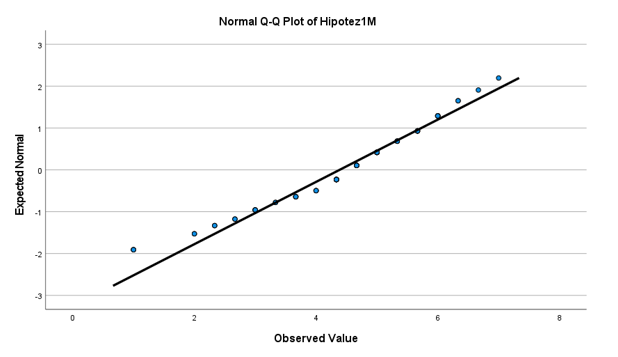 Normal Q-Q Plot of Hipotez1M
3
2
1
0
-1
-2
-3
Expected Normal
0 2 4 6 8
Observed Value